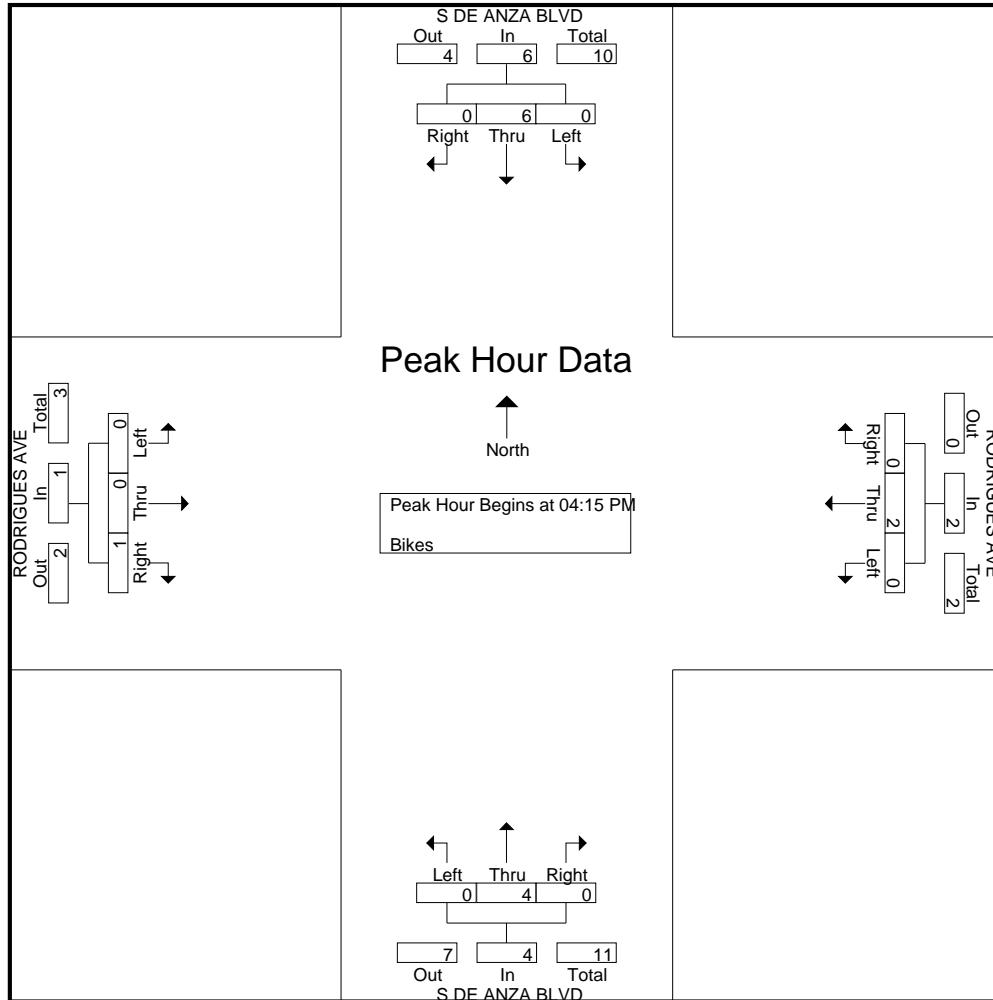 S DE ANZA BLVD
Out In Total
4 6 10
0 6 0
Right Thru Left
Peak Hour Data
North
Peak Hour Begins at 04:15 PM
Bikes
RODRIGUES AVE
Out In Total
2 1 3
Left Thru Right
0 0 1
RODRIGUES AVE
Out In Total
0 2 2
Right Thru Left
0 2 0
Left Thru Right
0 4 0
7 4 11
Out In Total
S DE ANZA BLVD